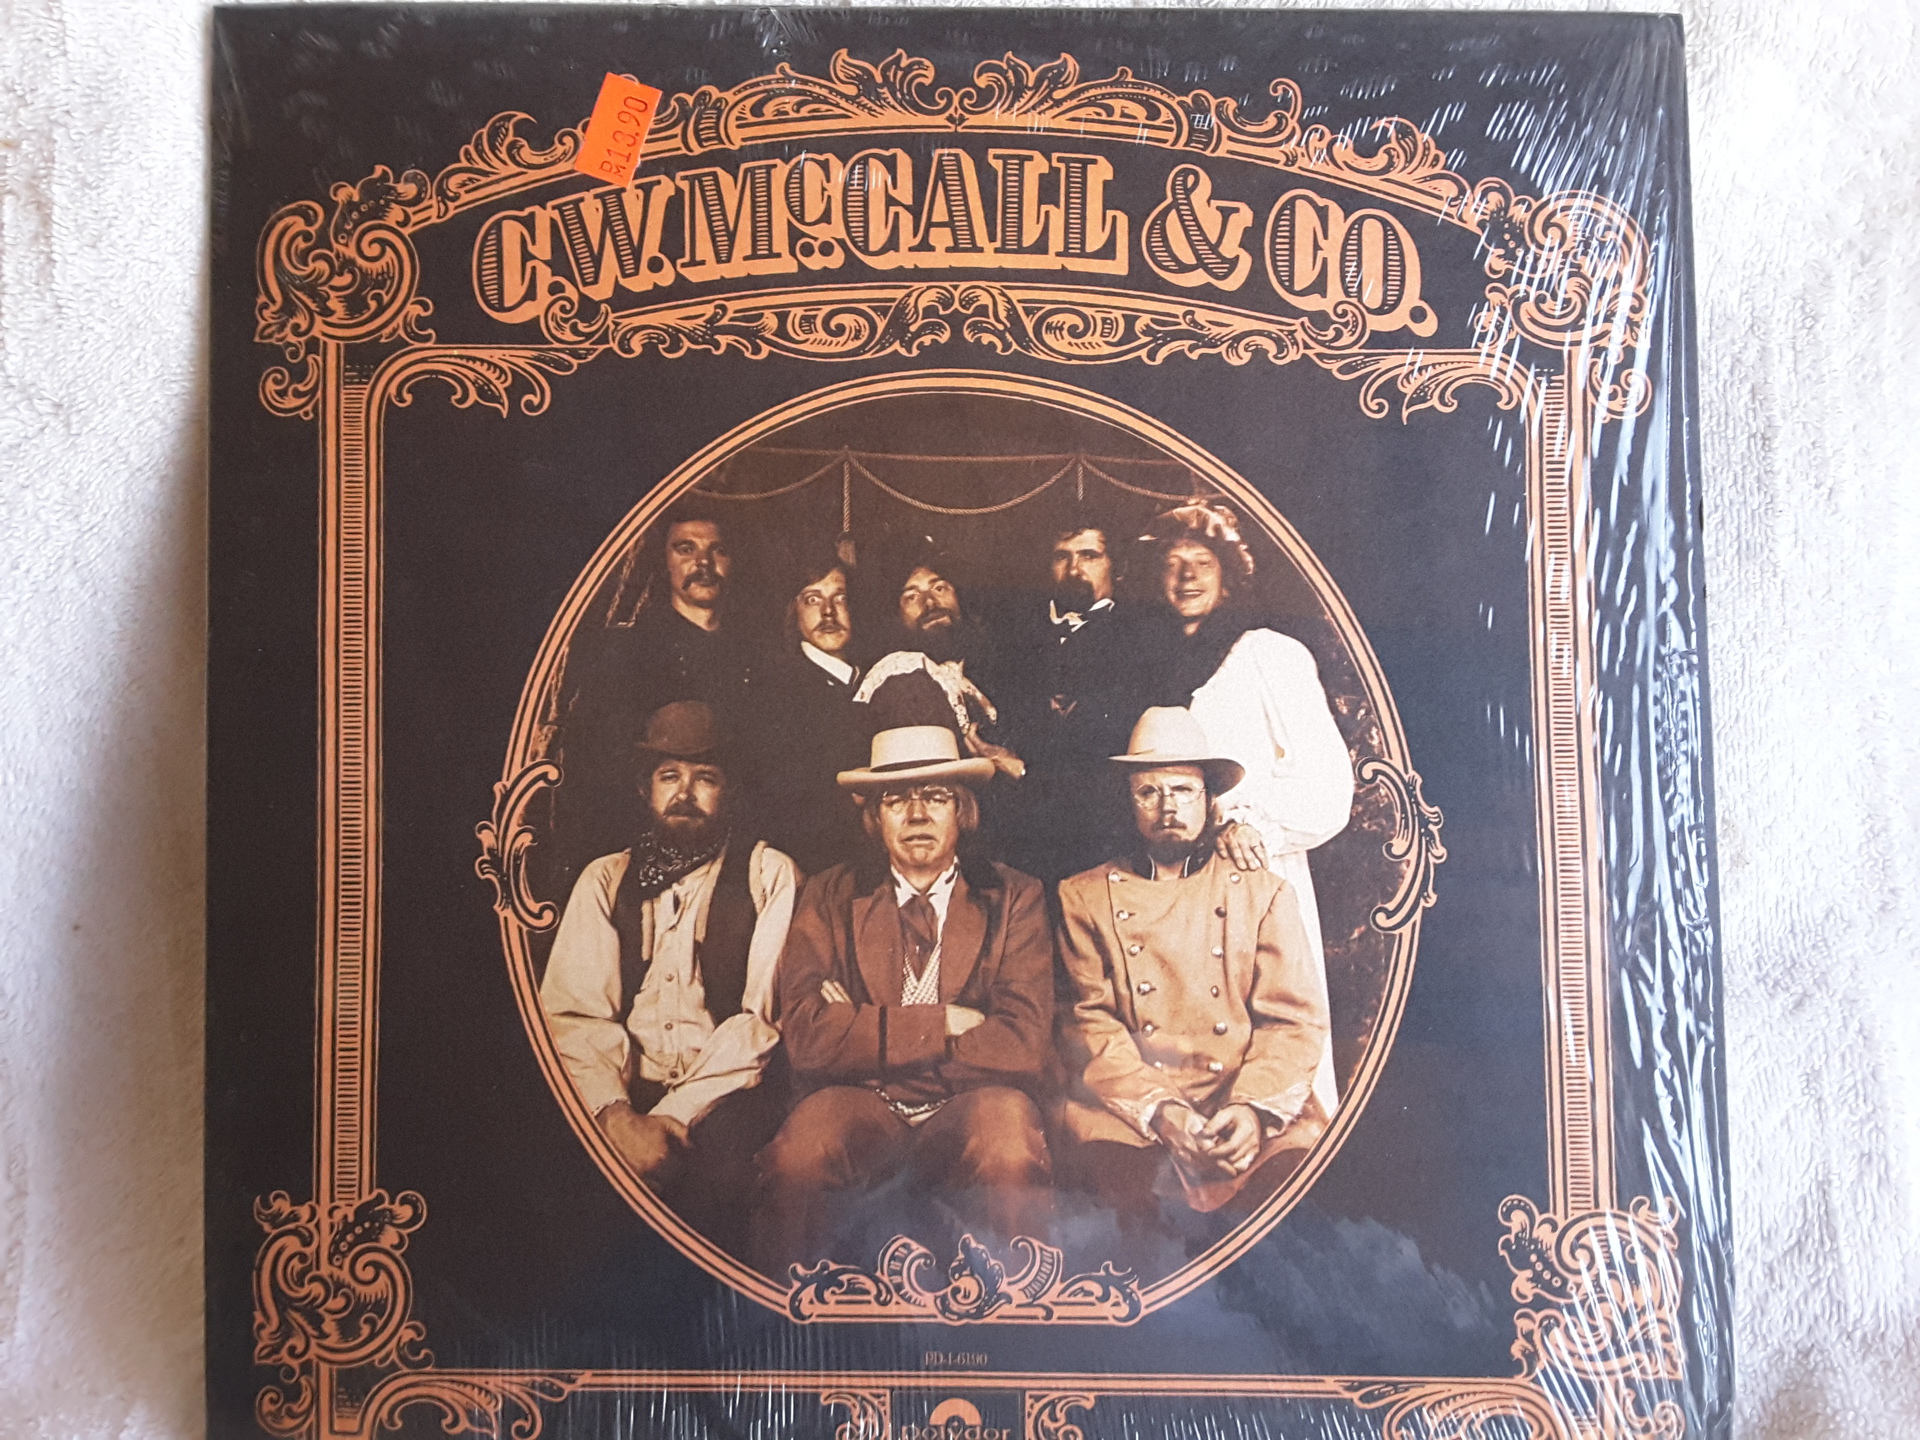 R13.90
C.W. McCALL & CO.
PD-1-6190
polydor